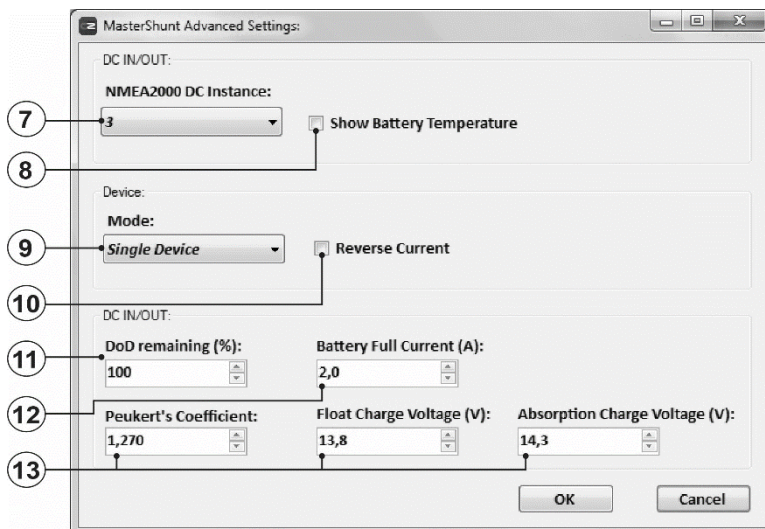 MasterShunt Advanced Settings:
DC IN/OUT:
NMEA2000 DC Instance:
7
3
Show Battery Temperature
8
Device:
Mode:
9
Single Device
Reverse Current
10
DC IN/OUT:
11
DoD remaining (%):
Battery Full Current (A):
100
2,0
12
Peukert's Coefficient:
Float Charge Voltage (V):
Absorption Charge Voltage (V):
1,270
13,8
14,3
13
OK
Cancel